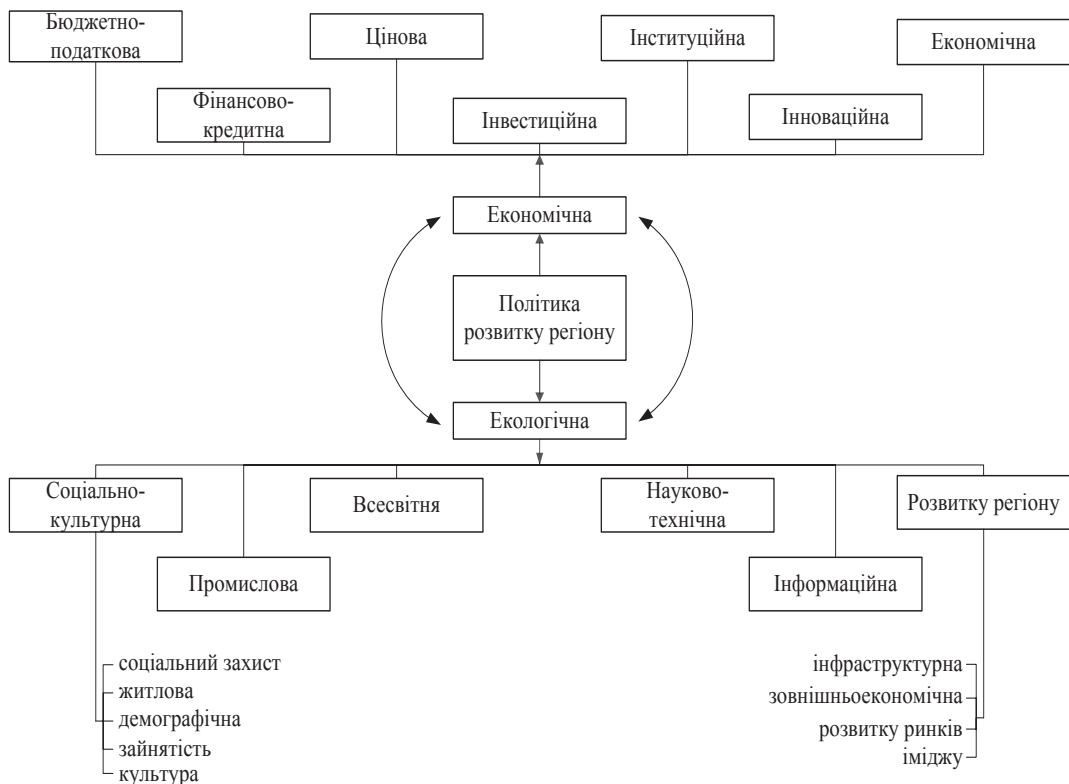 Бюджетно-
податкова
Цінова
Інституційна
Економічна
Фінансово-
кредитна
Інвестиційна
Інноваційна
Економічна
Політика
розвитку регіону
Екологічна
Соціально-
культурна
Всесвітня
Науково-
технічна
Розвитку регіону
Промислова
Інформаційна
соціальний захист
житлова
демографічна
зайнятість
культура
інфраструктурна
зовнішньоекономічна
розвитку ринків
іміджу